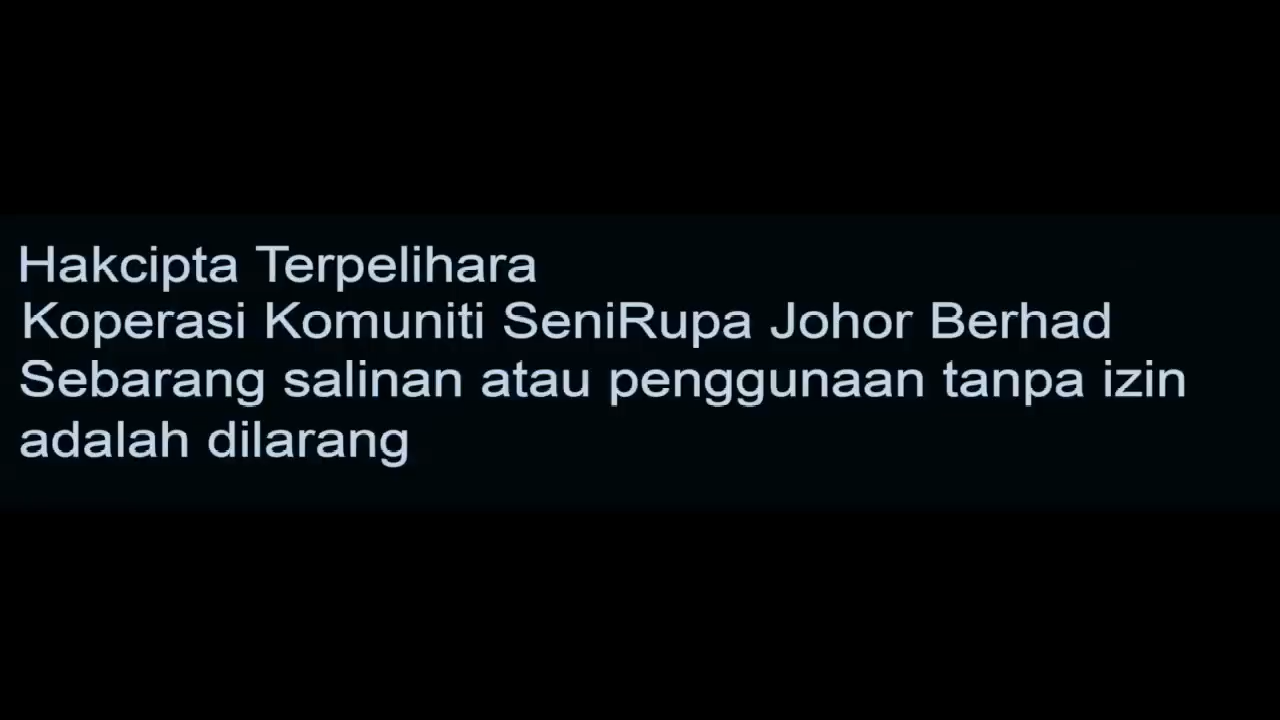 Hakcipta Terpelihara
Koperasi Komuniti SeniRupa Johor Berhad
Sebarang salinan atau penggunaan tanpa izin
adalah dilarang